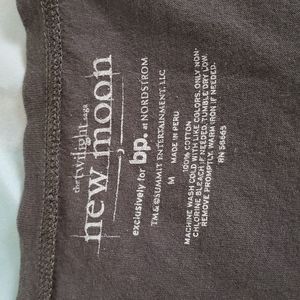 the twilight saga
new moon
exclusively for bp. at NORDSTROM
TM & © SUMMIT ENTERTAINMENT, LLC
M
MADE IN PERU
100% COTTON
MACHINE WASH COLD WITH LIKE COLORS, ONLY NON-
CHLORINE BLEACH IF NEEDED, TUMBLE DRY LOW.
REMOVE PROMPTLY, WARM IRON IF NEEDED.
RN 56465